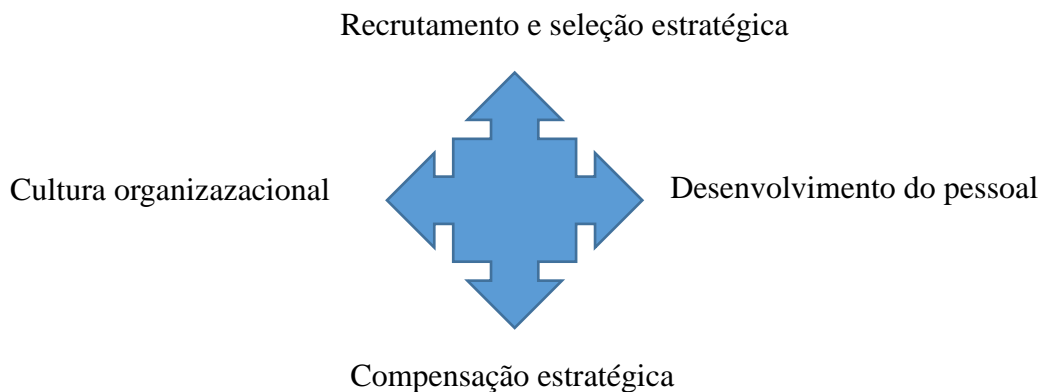 Recrutamento e seleção estratégica
Cultura organizazacional
Desenvolvimento do pessoal
Compensação estratégica